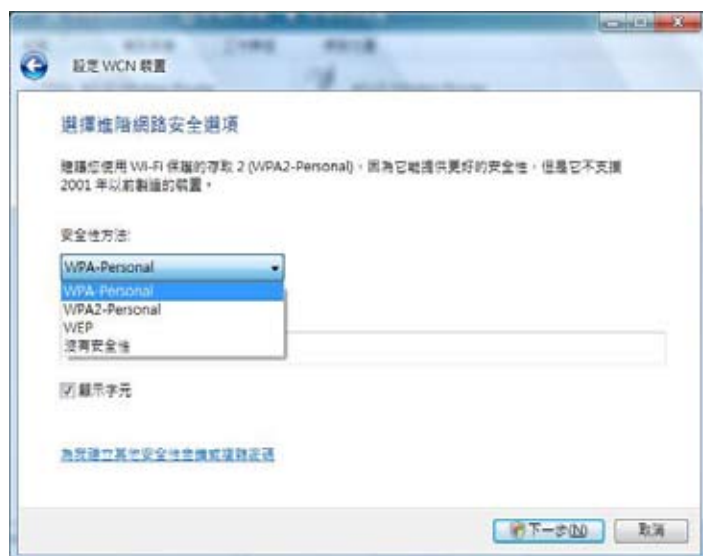 設定 WCN 裝置
選擇進階網路安全選項
建議您使用 Wi-Fi 保護的存取 2 (WPA2-Personal)，因為它能提供更好的安全性，但是它不支援
2001 年以前製造的裝置。
安全性方法:
WPA-Personal
WPA-Personal
WPA2-Personal
WEP
沒有安全性
顯示字元
為我建立其他安全性金鑰或複雜密碼
下一步(N)
取消